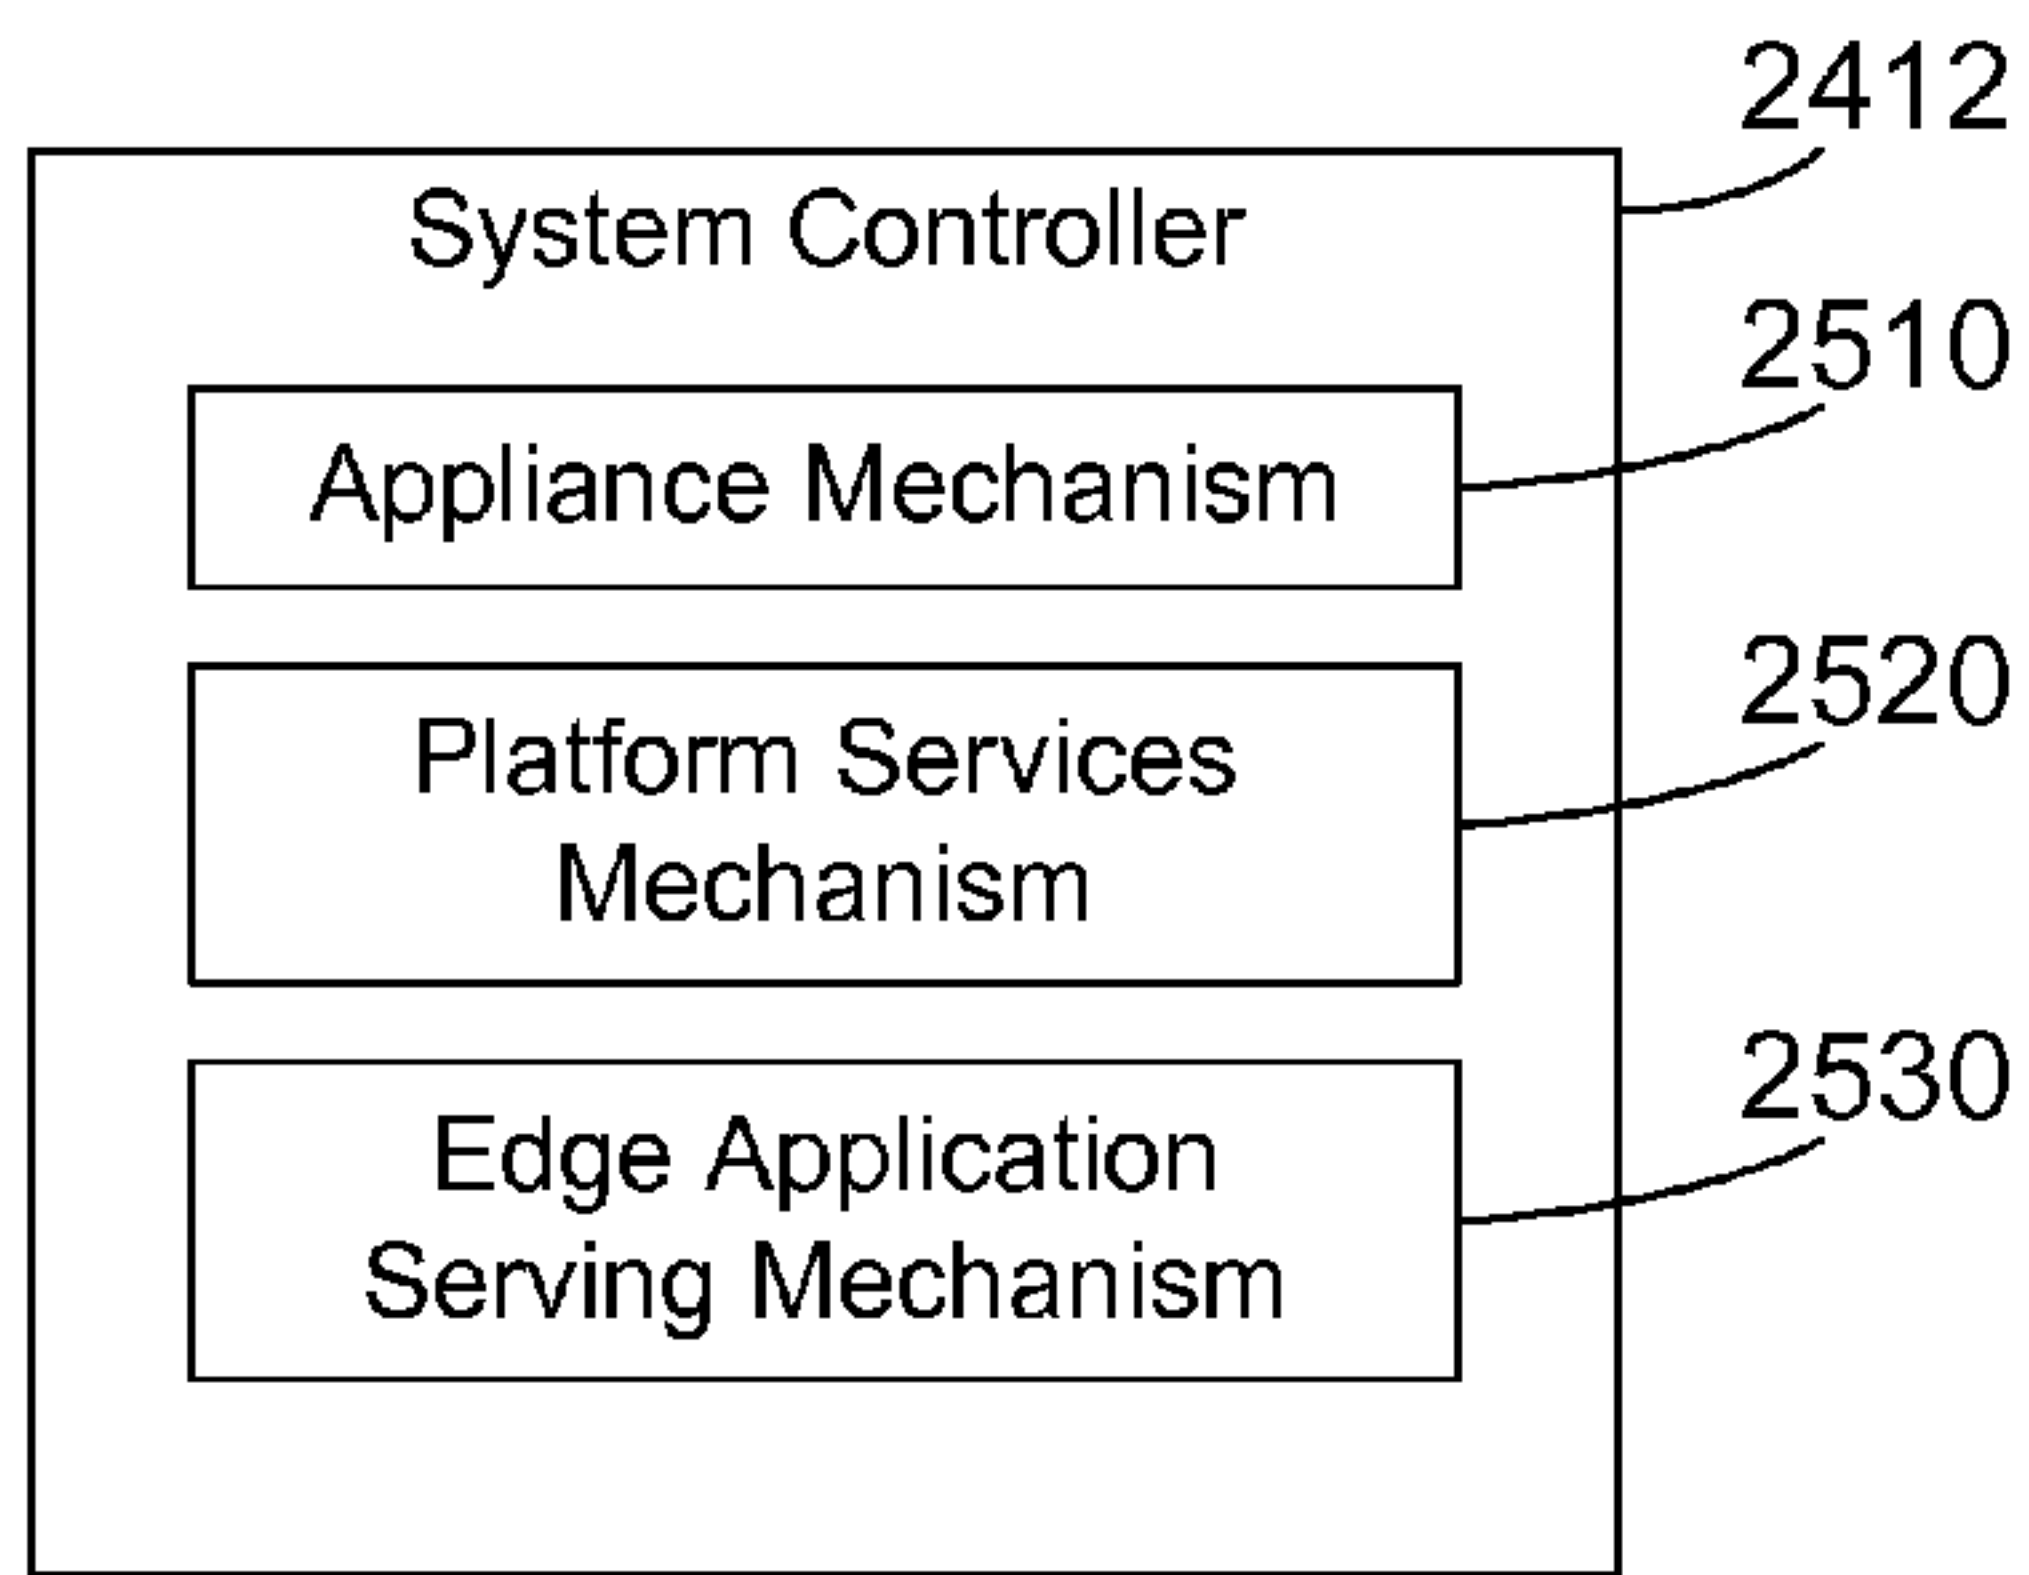 2412
System Controller
2510
Appliance Mechanism
2520
Platform Services
Mechanism
2530
Edge Application
Serving Mechanism